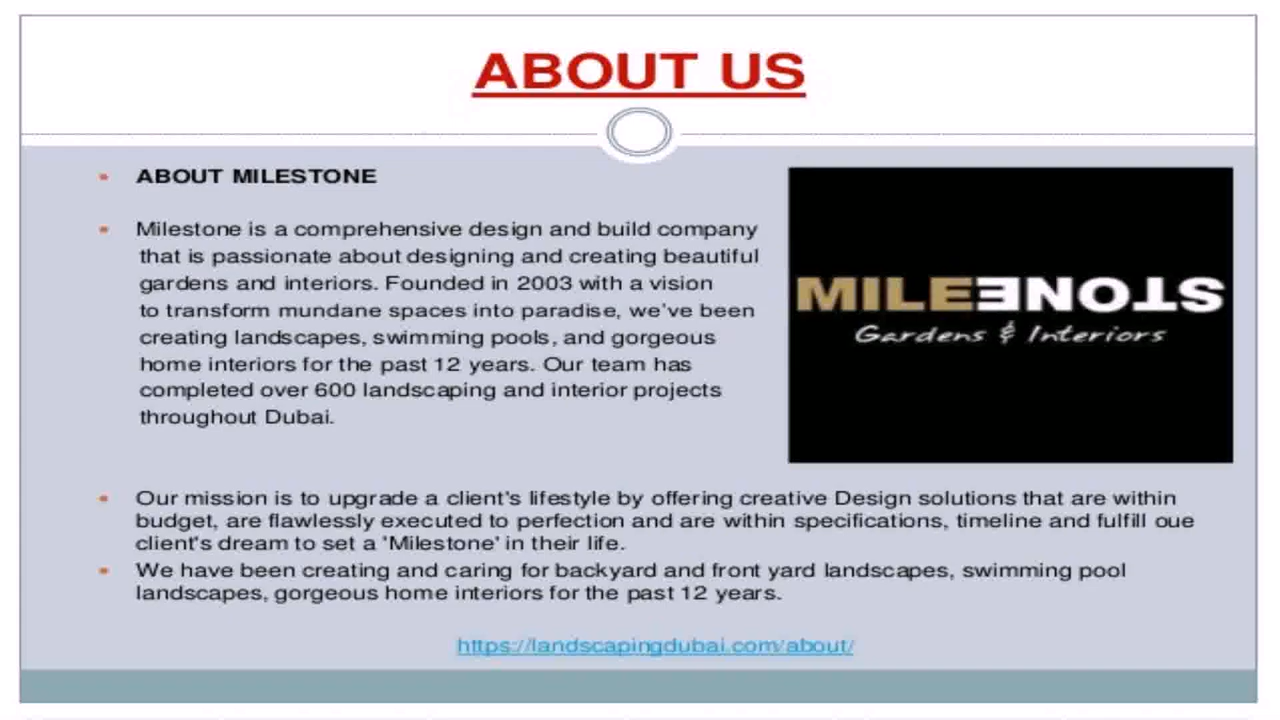 ABOUT US
ABOUT MILESTONE
Milestone is a comprehensive design and build company
that is passionate about designing and creating beautiful
gardens and interiors. Founded in 2003 with a vision
to transform mundane spaces into paradise, we've been
creating landscapes, swimming pools, and gorgeous
home interiors for the past 12 years. Our team has
completed over 600 landscaping and interior projects
throughout Dubai.
MILEƎNOTS
Gardens & Interiors
Our mission is to upgrade a client's lifestyle by offering creative Design solutions that are within
budget, are flawlessly executed to perfection and are within specifications, timeline and fulfill oue
client's dream to set a 'Milestone' in their life.
We have been creating and caring for backyard and front yard landscapes, swimming pool
landscapes, gorgeous home interiors for the past 12 years.
https://landscapingdubai.com/about/